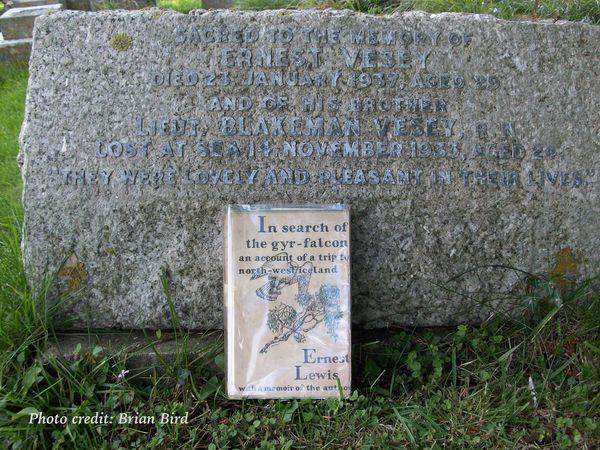 SACRED TO THE MEMORY OF
ERNEST VESEY
DIED 23, JANUARY 1937, AGED 29
AND OF HIS BROTHER
LIEUT. BLAKEMAN VESEY, R.N.
LOST AT SEA 14, NOVEMBER 1933, AGED
"THEY WERE LOVELY AND PLEASANT IN THEIR LIVES."
In search of
the gyr-falcon
an account of a trip to
north-west iceland
Ernest
Lewis
with a memoir of the author
Photo credit: Brian Bird